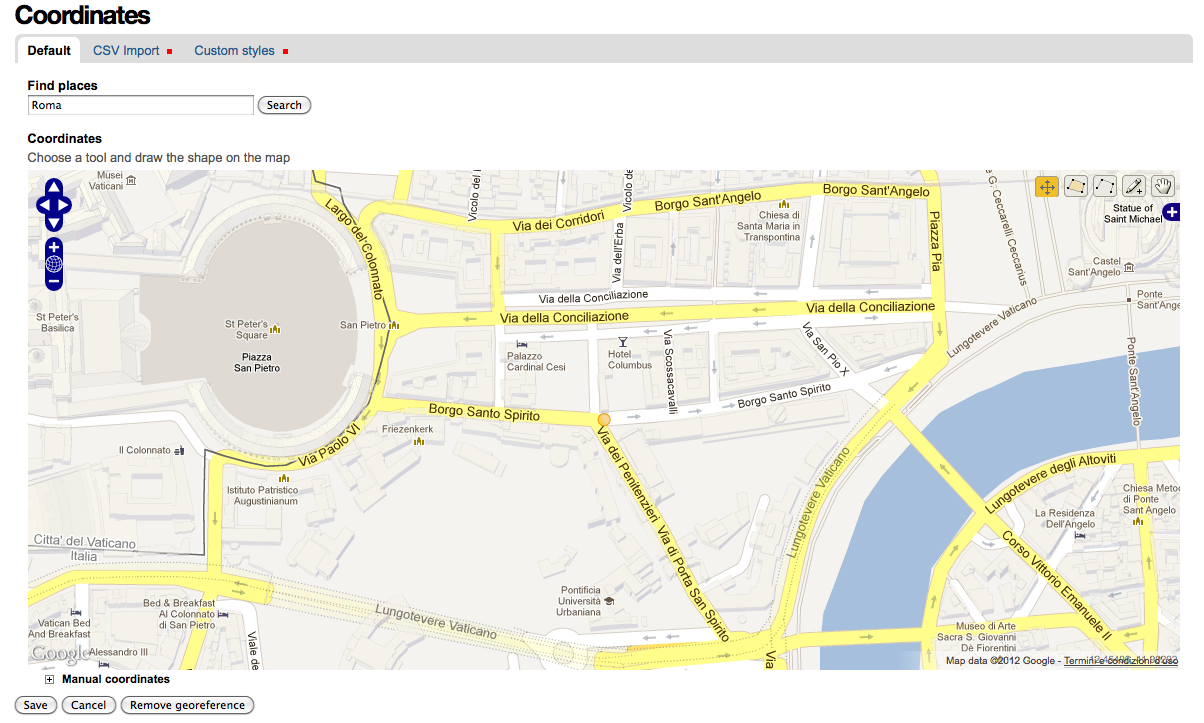 Coordinates
Default
CSV Import
Custom styles
Find places
Roma
Search
Coordinates
Choose a tool and draw the shape on the map
Musei
Vaticani
Largo del Colonnato
Vicolo del
Vicolo de
Via dei Corridori
Borgo Sant'Angelo
Borgo Sant'Angelo
Chiesa di
Santa Maria in
Transpontina
Via dell'Erba
Piazza Pia
e G. Ceccarelli Ceccarius
Statue of
Saint Michael
Castel
Sant'Angelo
Ponte
Sant'Ange
Ponte Sant'Angelo
Via della Conciliazione
Via della Conciliazione
Via della Conciliazione
Lungotevere Vaticano
St Peter's
Basilica
St Peter's
Square
San Pietro
Piazza
San Pietro
Palazzo
Cardinal Cesi
Hotel
Columbus
Via Scossacavalli
Via San Pio X
Borgo Santo Spirito
Borgo Santo Spirito
Friezenkerk
Via Paolo VI
Il Colonnato
Istituto Patristico
Augustinianum
Via dei Penitenzieri
Via di Porta San Spirito
Lungotevere Vaticano
Lungotevere degli Altoviti
Chiesa Meto
di Ponte
Sant Angelo
La Residenza
Dell'Angelo
Corso Vittorio Emanuele II
Citta' del Vaticano
Italia
Bed & Breakfast
Al Colonnato
di San Pietro
Vatican Bed
And Breakfast
Alessandro III
Viale de
Lungotevere Vaticano
Pontificia
Università
Urbaniana
Via
Museo di Arte
Sacra S. Giovanni
De Fiorentini
Google
Map data ©2012 Google - Termini e condizioni d'uso
Manual coordinates
Save
Cancel
Remove georeference